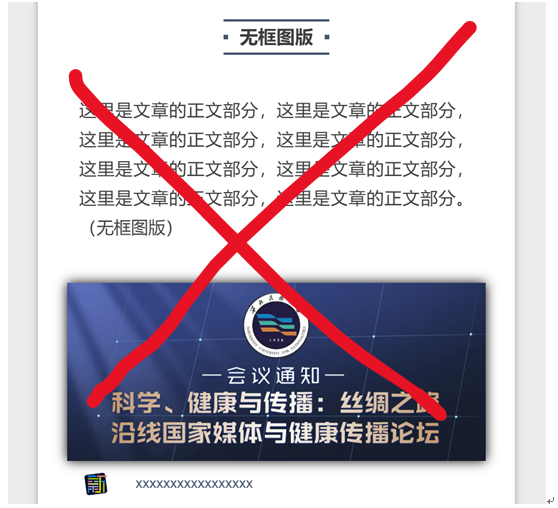 无框图版
这里是文章的正文部分，这里是文章的正文部分，
这里是文章的正文部分，这里是文章的正文部分，
这里是文章的正文部分，这里是文章的正文部分，
这里是文章的正文部分，这里是文章的正文部分。
（无框图版）
一会议通知一
科学、健康与传播：丝绸之路
沿线国家媒体与健康传播论坛
新
xxxxxxxxxxxxxxxxx